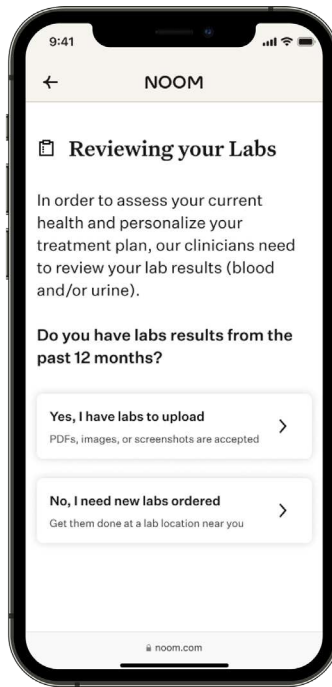 9:41
NOOM
Reviewing your Labs
In order to assess your current
health and personalize your
treatment plan, our clinicians need
to review your lab results (blood
and/or urine).
Do you have labs results from the
past 12 months?
Yes, I have labs to upload
PDFs, images, or screenshots are accepted
No, I need new labs ordered
Get them done at a lab location near you
noom.com